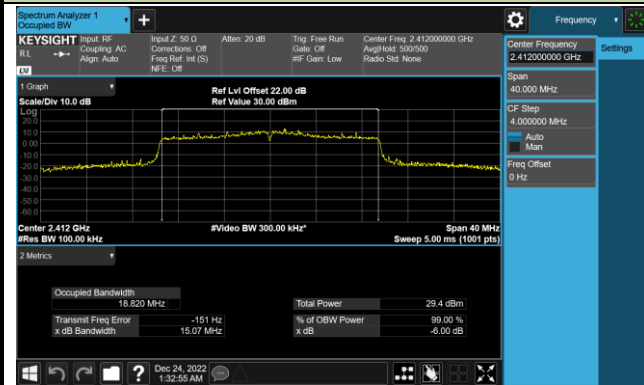 Spectrum Analyzer 1
Occupied BW
+
Frequency
KEYSIGHT
Input: RF
Coupling: AC
Align: Auto
Input Z: 50 Ω
Corrections: Off
Freq Ref: Int (S)
NFE: Off
Atten: 20 dB
Trig: Free Run
Gate: Off
#IF Gain: Low
Center Freq: 2.412000000 GHz
Avg|Hold: 500/500
Radio Std: None
RL
LXI
Center Frequency
2.412000000 GHz
Settings
Span
40.000 MHz
CF Step
4.000000 MHz
Auto
Man
Freq Offset
0 Hz
1 Graph
Scale/Div 10.0 dB
Ref Lvl Offset 22.00 dB
Ref Value 30.00 dBm
Log
20.0
10.0
0.00
-10.0
-20.0
-30.0
-40.0
-50.0
-60.0
Center 2.412 GHz
#Res BW 100.00 kHz
#Video BW 300.00 kHz*
Span 40 MHz
Sweep 5.00 ms (1001 pts)
2 Metrics
Occupied Bandwidth
18.820 MHz
Total Power 29.4 dBm
Transmit Freq Error -151 Hz
% of OBW Power 99.00 %
x dB Bandwidth 15.07 MHz
x dB -6.00 dB
?
Dec 24, 2022
1:32:55 AM